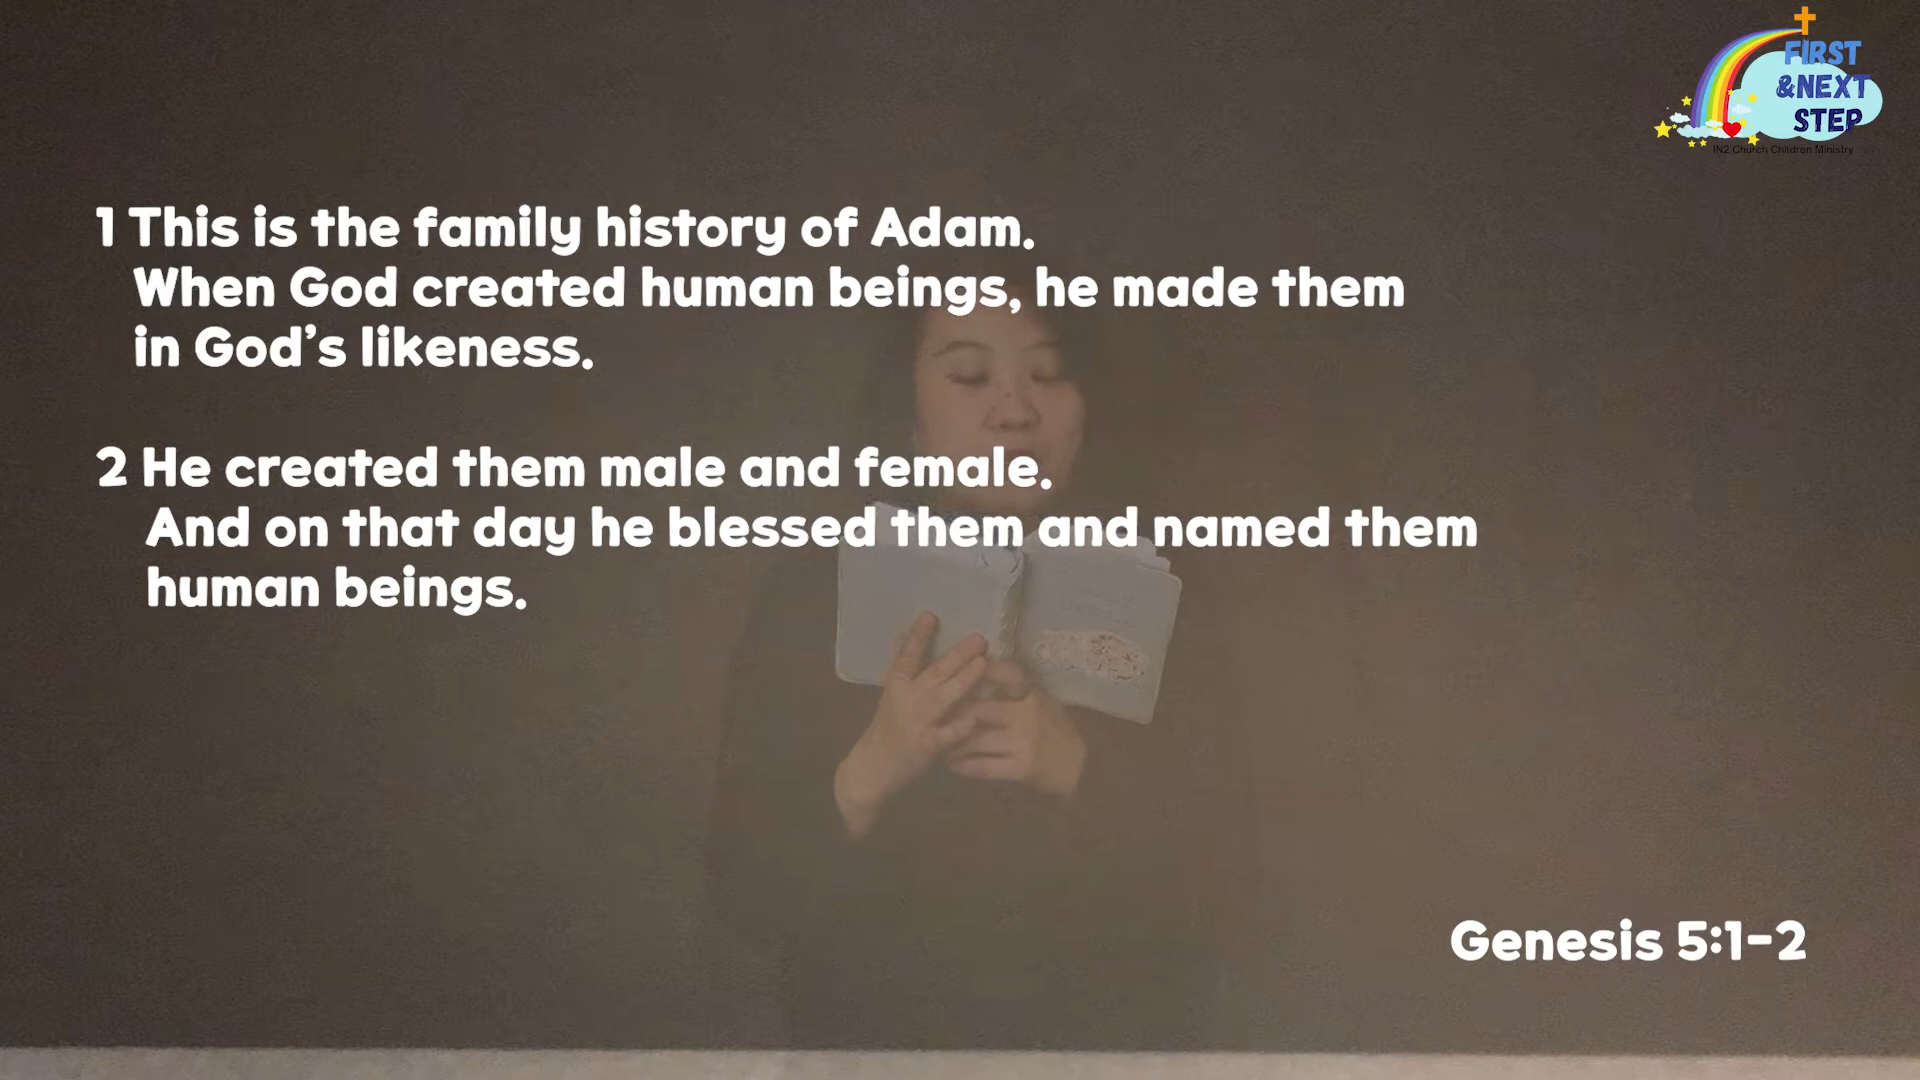 FIRST
&NEXT
STEP
IN2 Church Children Ministry
1 This is the family history of Adam.
When God created human beings, he made them
in God’s likeness.
2 He created them male and female.
And on that day he blessed them and named them
human beings.
Genesis 5:1-2